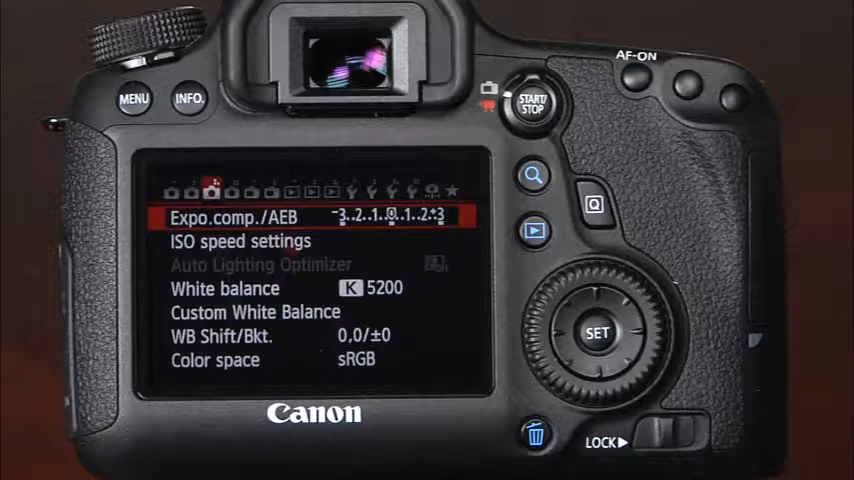 AF-ON
MENU
INFO.
START/
STOP
Expo.comp./AEB -3..2..1..0..1..2.+3
ISO speed settings
Auto Lighting Optimizer OFF
White balance K 5200
Custom White Balance
WB Shift/Bkt. 0,0/±0
Color space sRGB
Q
SET
Canon
LOCK▶